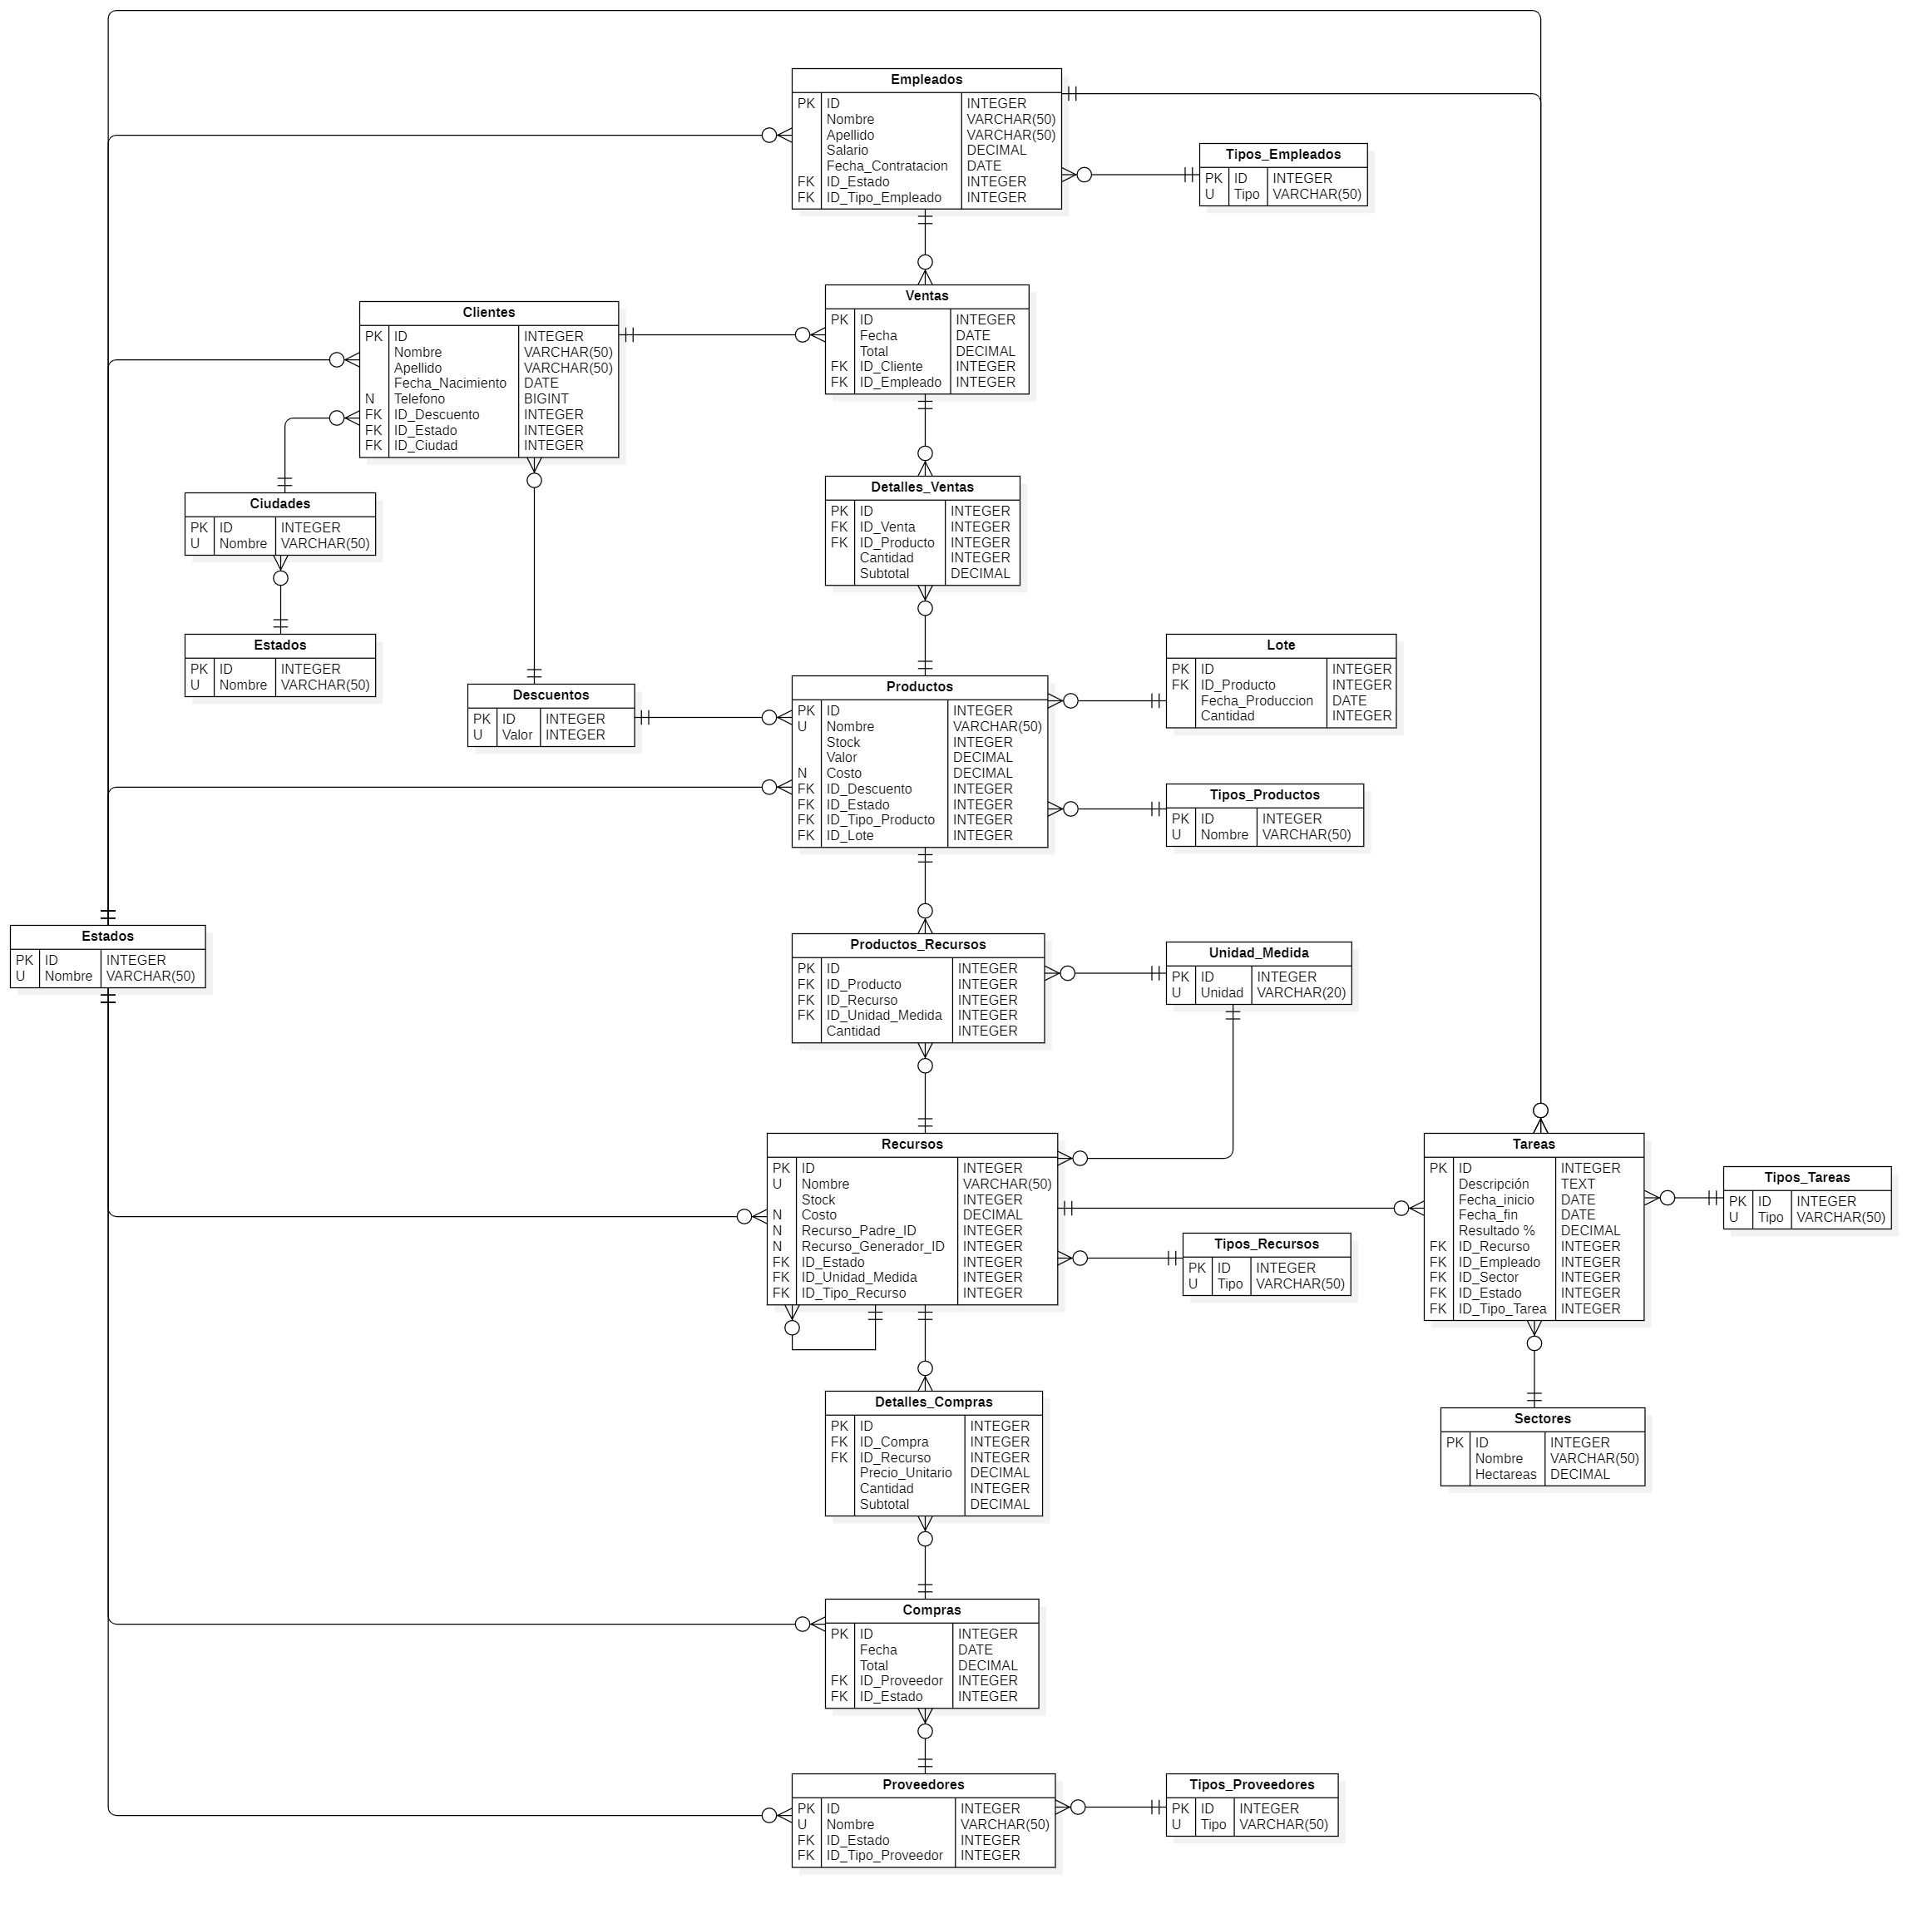 Empleados
PK ID INTEGER
Nombre VARCHAR(50)
Apellido VARCHAR(50)
Salario DECIMAL
Fecha_Contratacion DATE
FK ID_Estado INTEGER
FK ID_Tipo_Empleado INTEGER
Tipos_Empleados
PK ID INTEGER
U Tipo VARCHAR(50)
Ventas
PK ID INTEGER
Fecha DATE
Total DECIMAL
FK ID_Cliente INTEGER
FK ID_Empleado INTEGER
Clientes
PK ID INTEGER
Nombre VARCHAR(50)
Apellido VARCHAR(50)
Fecha_Nacimiento DATE
N Telefono BIGINT
FK ID_Descuento INTEGER
FK ID_Estado INTEGER
FK ID_Ciudad INTEGER
Detalles_Ventas
PK ID INTEGER
FK ID_Venta INTEGER
FK ID_Producto INTEGER
Cantidad INTEGER
Subtotal DECIMAL
Ciudades
PK ID INTEGER
U Nombre VARCHAR(50)
Estados
PK ID INTEGER
U Nombre VARCHAR(50)
Descuentos
PK ID INTEGER
U Valor INTEGER
Productos
PK ID INTEGER
U Nombre VARCHAR(50)
Stock INTEGER
Valor DECIMAL
N Costo DECIMAL
FK ID_Descuento INTEGER
FK ID_Estado INTEGER
FK ID_Tipo_Producto INTEGER
FK ID_Lote INTEGER
Lote
PK ID INTEGER
FK ID_Producto INTEGER
Fecha_Produccion DATE
Cantidad INTEGER
Tipos_Productos
PK ID INTEGER
U Nombre VARCHAR(50)
Estados
PK ID INTEGER
U Nombre VARCHAR(50)
Productos_Recursos
PK ID INTEGER
FK ID_Producto INTEGER
FK ID_Recurso INTEGER
FK ID_Unidad_Medida INTEGER
Cantidad INTEGER
Unidad_Medida
PK ID INTEGER
U Unidad VARCHAR(20)
Recursos
PK ID INTEGER
U Nombre VARCHAR(50)
Stock INTEGER
N Costo DECIMAL
N Recurso_Padre_ID INTEGER
N Recurso_Generador_ID INTEGER
FK ID_Estado INTEGER
FK ID_Unidad_Medida INTEGER
FK ID_Tipo_Recurso INTEGER
Tipos_Recursos
PK ID INTEGER
U Tipo VARCHAR(50)
Tareas
PK ID INTEGER
Descripción TEXT
Fecha_inicio DATE
Fecha_fin DATE
Resultado % DECIMAL
FK ID_Recurso INTEGER
FK ID_Empleado INTEGER
FK ID_Sector INTEGER
FK ID_Estado INTEGER
FK ID_Tipo_Tarea INTEGER
Tipos_Tareas
PK ID INTEGER
U Tipo VARCHAR(50)
Detalles_Compras
PK ID INTEGER
FK ID_Compra INTEGER
FK ID_Recurso INTEGER
Precio_Unitario DECIMAL
Cantidad INTEGER
Subtotal DECIMAL
Sectores
PK ID INTEGER
Nombre VARCHAR(50)
Hectareas DECIMAL
Compras
PK ID INTEGER
Fecha DATE
Total DECIMAL
FK ID_Proveedor INTEGER
FK ID_Estado INTEGER
Proveedores
PK ID INTEGER
U Nombre VARCHAR(50)
FK ID_Estado INTEGER
FK ID_Tipo_Proveedor INTEGER
Tipos_Proveedores
PK ID INTEGER
U Tipo VARCHAR(50)